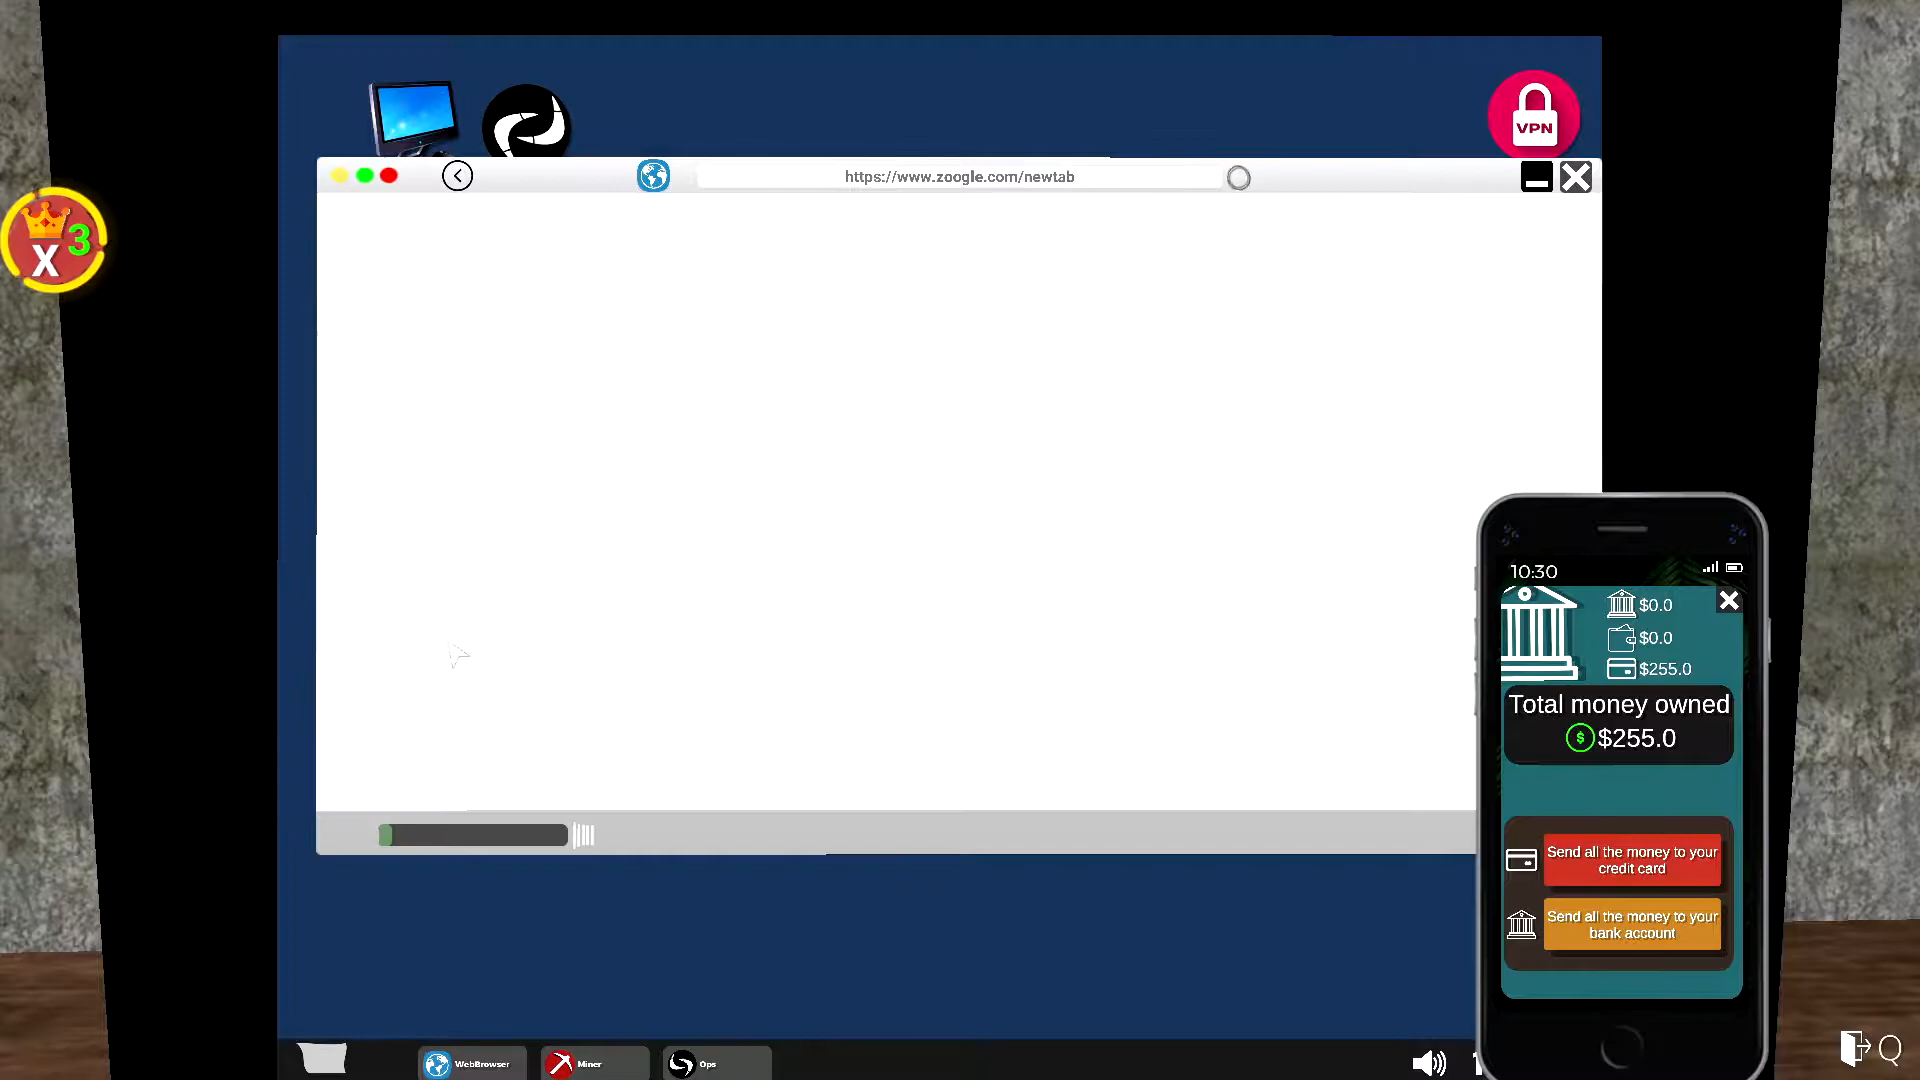 VPN
https://www.zoogle.com/newtab
X3
10:30
$0.0
$0.0
$255.0
Total money owned
$ $255.0
Send all the money to your
credit card
Send all the money to your
bank account
WebBrowser
Miner
Ops
Q